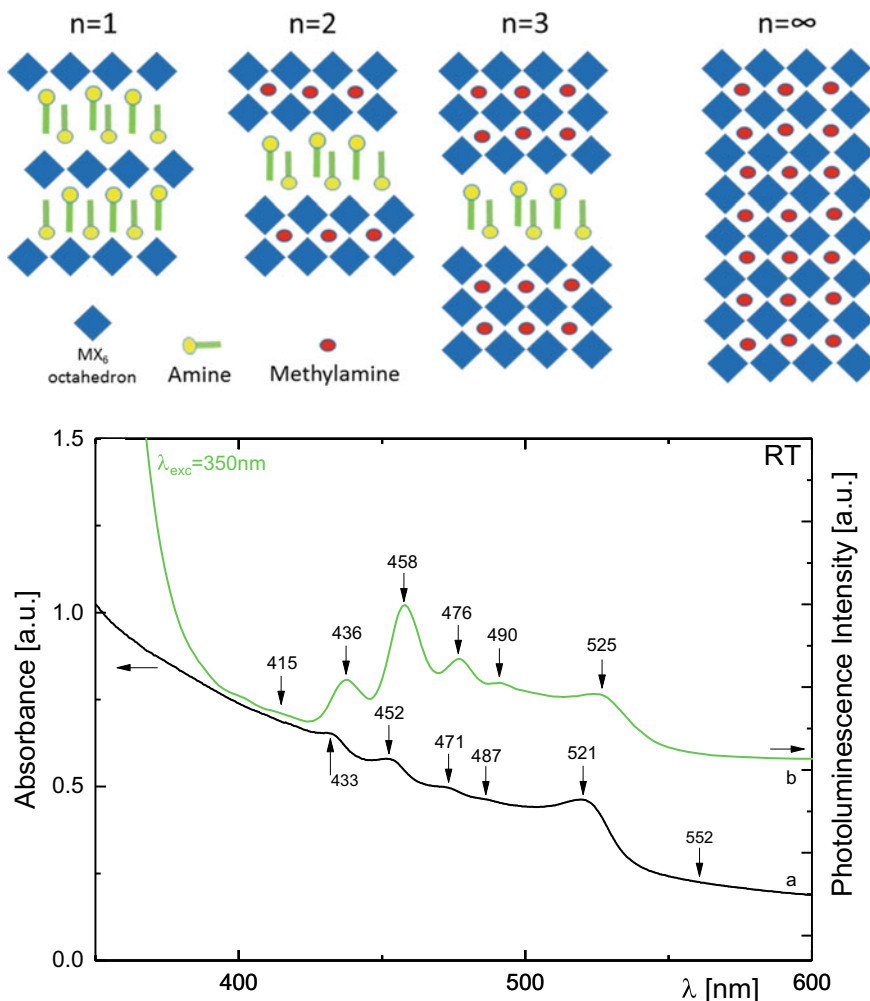 n=1 n=2 n=3 n=∞
MX₆
octahedron
Amine
Methylamine
1.5
λexc=350nm
RT
458
1.0
436
476
490
525
415
452
471
487
521
433
0.5
552
b
a
0.0
400 500 600
λ [nm]
Absorbance [a.u.]
Photoluminescence Intensity [a.u.]